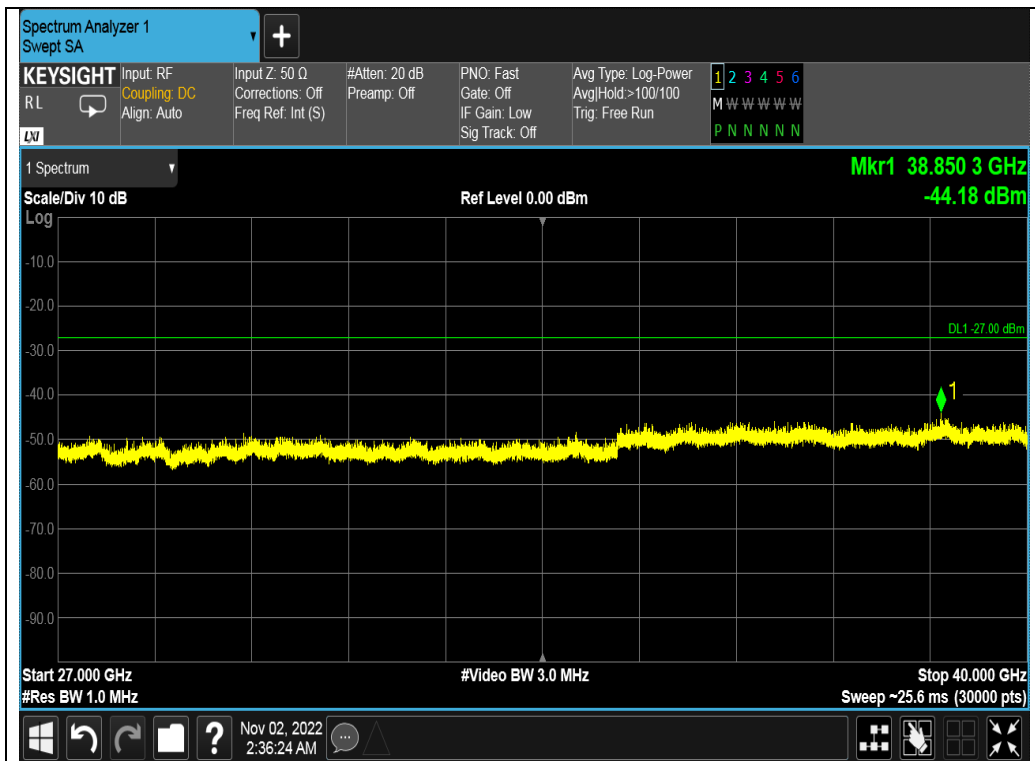 Spectrum Analyzer 1
Swept SA
KEYSIGHT
RL
LXI
Input: RF
Coupling: DC
Align: Auto
Input Z: 50 Ω
Corrections: Off
Freq Ref: Int (S)
#Atten: 20 dB
Preamp: Off
PNO: Fast
Gate: Off
IF Gain: Low
Sig Track: Off
Avg Type: Log-Power
Avg|Hold:>100/100
Trig: Free Run
1 2 3 4 5 6
M W W W W W
P N N N N N
1 Spectrum
Mkr1 38.850 3 GHz
-44.18 dBm
Scale/Div 10 dB
Ref Level 0.00 dBm
Log
-10.0
-20.0
DL1 -27.00 dBm
-30.0
-40.0
1
-50.0
-60.0
-70.0
-80.0
-90.0
Start 27.000 GHz
#Video BW 3.0 MHz
Stop 40.000 GHz
#Res BW 1.0 MHz
Sweep ~25.6 ms (30000 pts)
?
Nov 02, 2022
2:36:24 AM